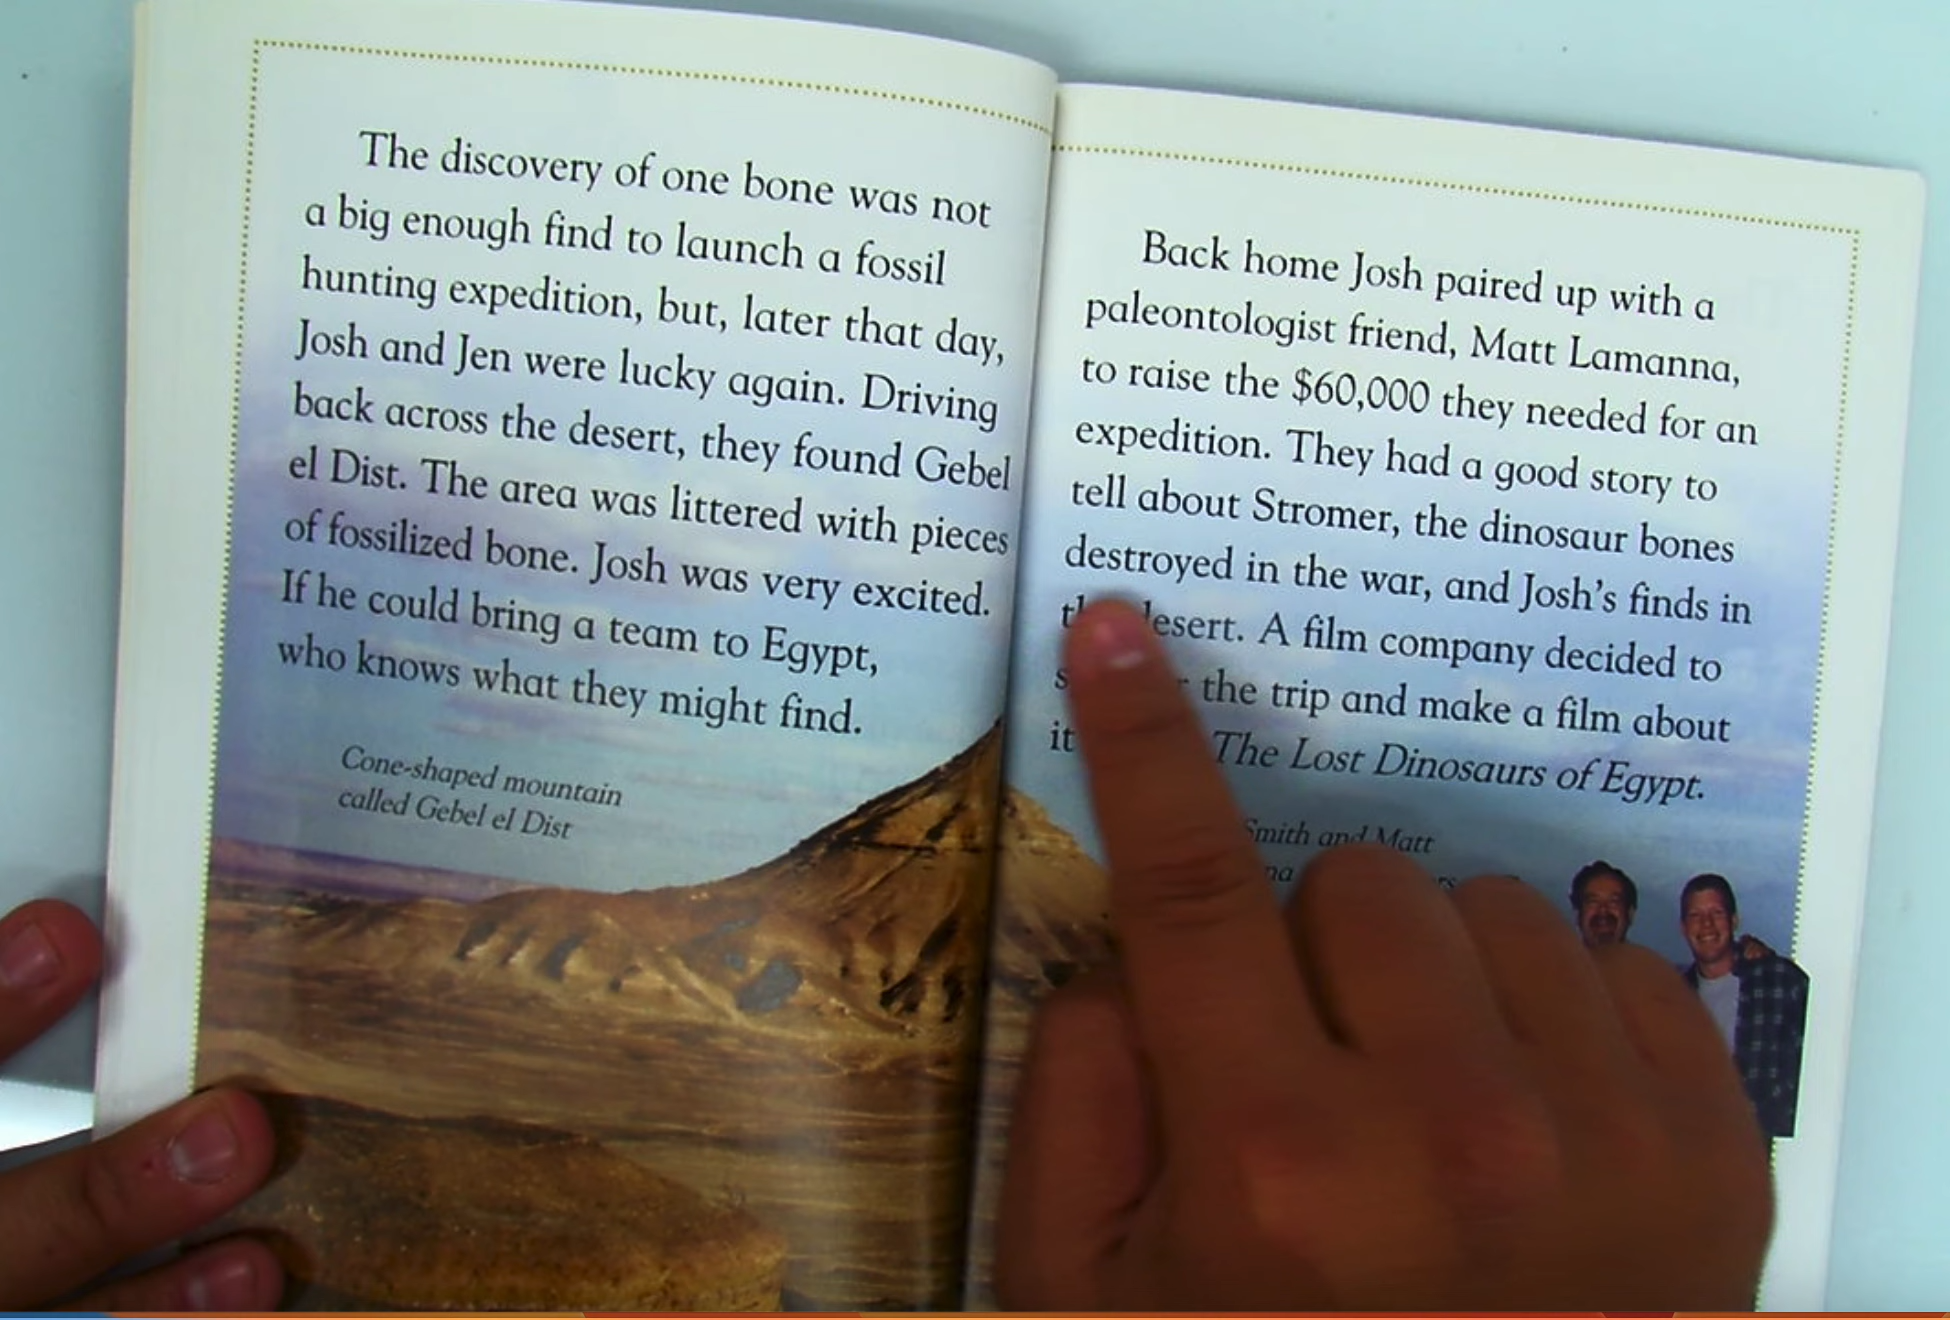 The discovery of one bone was not
a big enough find to launch a fossil
hunting expedition, but, later that day,
Josh and Jen were lucky again. Driving
back across the desert, they found Gebel
el Dist. The area was littered with pieces
of fossilized bone. Josh was very excited.
If he could bring a team to Egypt,
who knows what they might find.
Cone-shaped mountain
called Gebel el Dist
Back home Josh paired up with a
paleontologist friend, Matt Lamanna,
to raise the $60,000 they needed for an
expedition. They had a good story to
tell about Stromer, the dinosaur bones
destroyed in the war, and Josh's finds in
desert. A film company decided to
the trip and make a film about
it The Lost Dinosaurs of Egypt.
Smith and Matt